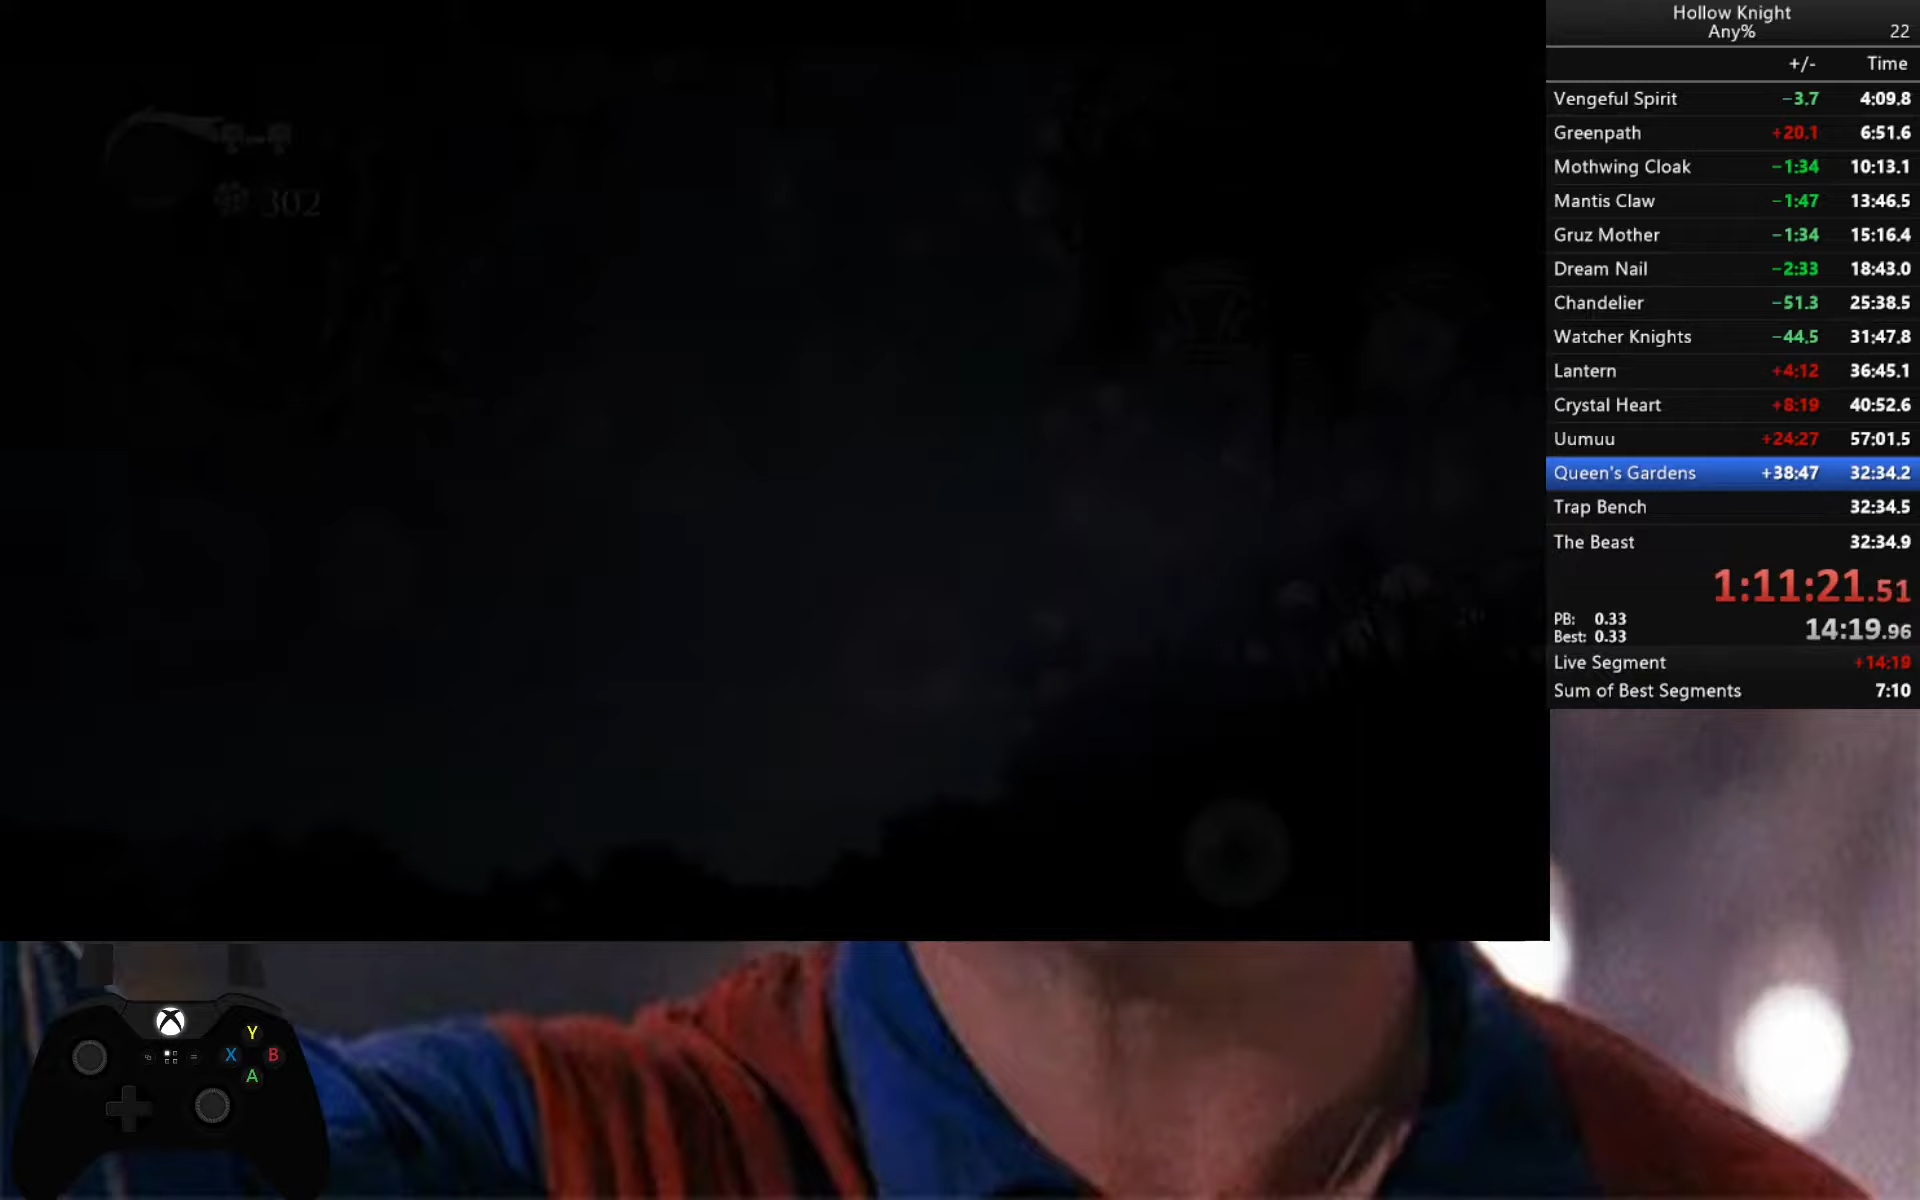 302
Hollow Knight
Any% 22
+/- Time
Vengeful Spirit −3.7 4:09.8
Greenpath +20.1 6:51.6
Mothwing Cloak −1:34 10:13.1
Mantis Claw −1:47 13:46.5
Gruz Mother −1:34 15:16.4
Dream Nail −2:33 18:43.0
Chandelier −51.3 25:38.5
Watcher Knights −44.5 31:47.8
Lantern +4:12 36:45.1
Crystal Heart +8:19 40:52.6
Uumuu +24:27 57:01.5
Queen's Gardens +38:47 32:34.2
Trap Bench 32:34.5
The Beast 32:34.9
1:11:21.51
PB: 0.33
Best: 0.33
14:19.96
Live Segment +14:19
Sum of Best Segments 7:10
Y
X B
A